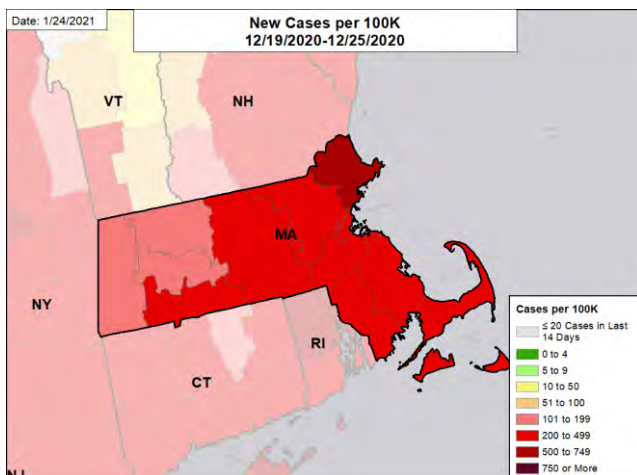 Date: 1/24/2021
New Cases per 100K
12/19/2020-12/25/2020
VT
NH
MA
NY
RI
CT
NJ
Cases per 100K
≤ 20 Cases in Last
14 Days
0 to 4
5 to 9
10 to 50
51 to 100
101 to 199
200 to 499
500 to 749
750 or More